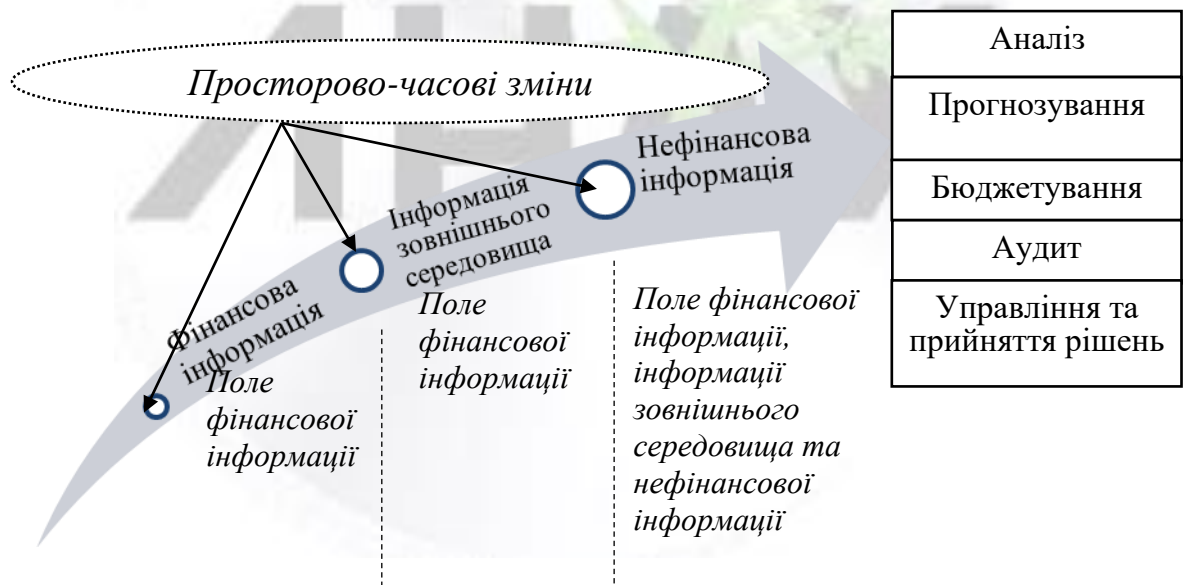 Просторово-часові зміни
Фінансова
інформація
Інформація
зовнішнього
середовища
Нефінансова
інформація
Поле
фінансової
інформації
Поле
фінансової
інформації
Поле фінансової
інформації,
інформації
зовнішнього
середовища та
нефінансової
інформації
Аналіз
Прогнозування
Бюджетування
Аудит
Управління та
прийняття рішень